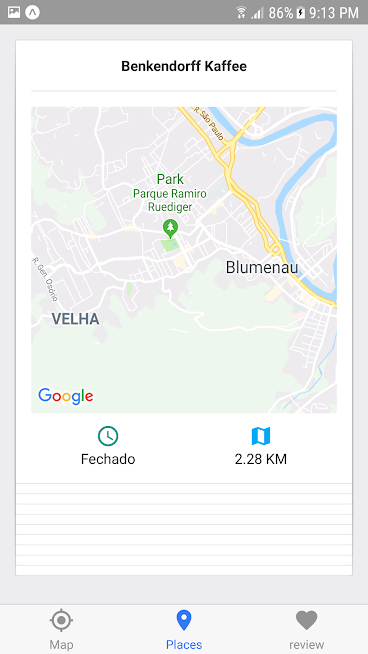 86% 9:13 PM
Benkendorff Kaffee
R. São Paulo
Park
Parque Ramiro
Ruediger
Blumenau
R. Gen. Osório
VELHA
Google
Fechado
2.28 KM
Map
Places
review